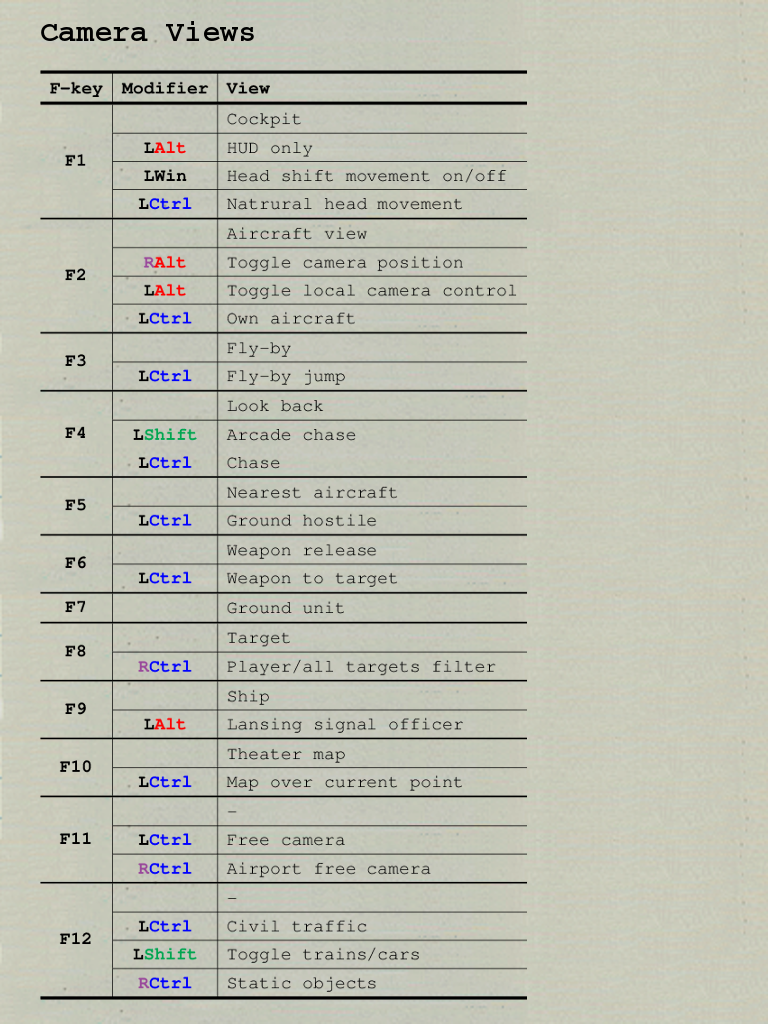 Camera Views
F-key Modifier View
Cockpit
F1
LAlt HUD only
LWin Head shift movement on/off
LCtrl Natrural head movement
Aircraft view
RAlt Toggle camera position
F2
LAlt Toggle local camera control
LCtrl Own aircraft
Fly-by
F3
LCtrl Fly-by jump
Look back
F4 LShift Arcade chase
LCtrl Chase
Nearest aircraft
F5
LCtrl Ground hostile
Weapon release
F6
LCtrl Weapon to target
F7 Ground unit
Target
F8
RCtrl Player/all targets filter
Ship
F9
LAlt Lansing signal officer
Theater map
F10
LCtrl Map over current point
-
F11 LCtrl Free camera
RCtrl Airport free camera
-
LCtrl Civil traffic
F12
LShift Toggle trains/cars
RCtrl Static objects